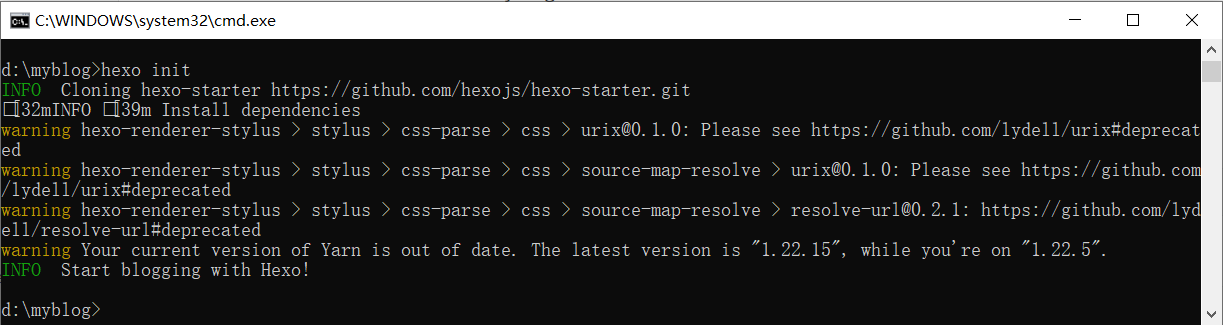 C:\WINDOWS\system32\cmd.exe
d:\myblog>hexo init
INFO  Cloning hexo-starter https://github.com/hexojs/hexo-starter.git
□[32mINFO □[39m Install dependencies
warning hexo-renderer-stylus > stylus > css-parse > css > urix@0.1.0: Please see https://github.com/lydell/urix#deprecat
ed
warning hexo-renderer-stylus > stylus > css-parse > css > source-map-resolve > urix@0.1.0: Please see https://github.com
/lydell/urix#deprecated
warning hexo-renderer-stylus > stylus > css-parse > css > source-map-resolve > resolve-url@0.2.1: https://github.com/lyd
ell/resolve-url#deprecated
warning Your current version of Yarn is out of date. The latest version is "1.22.15", while you're on "1.22.5".
INFO  Start blogging with Hexo!
d:\myblog>